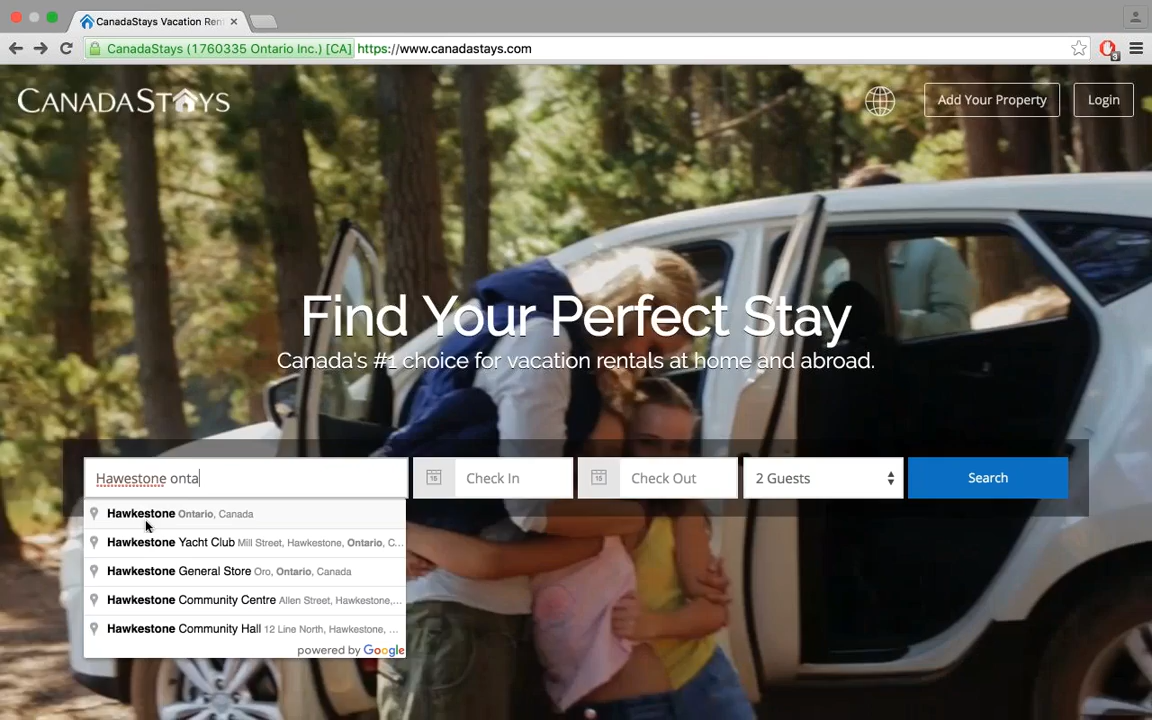 CanadaStays Vacation Ren
CanadaStays (1760335 Ontario Inc.) [CA] https://www.canadastays.com
3
CANADASTAYS
Add Your Property
Login
Find Your Perfect Stay
Canada's #1 choice for vacation rentals at home and abroad.
Hawestone onta
15 Check In
15 Check Out
2 Guests
Search
Hawkestone Ontario, Canada
Hawkestone Yacht Club Mill Street, Hawkestone, Ontario, C...
Hawkestone General Store Oro, Ontario, Canada
Hawkestone Community Centre Allen Street, Hawkestone,...
Hawkestone Community Hall 12 Line North, Hawkestone, ...
powered by Google